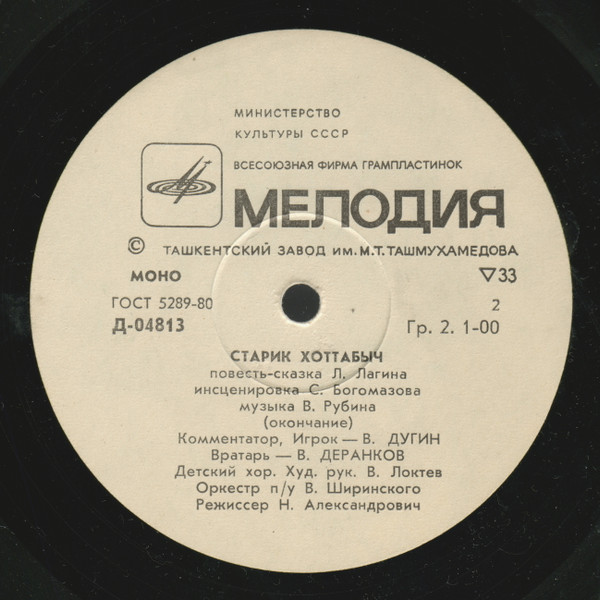 МИНИСТЕРСТВО
КУЛЬТУРЫ СССР
ВСЕСОЮЗНАЯ ФИРМА ГРАМПЛАСТИНОК
МЕЛОДИЯ
© ТАШКЕНТСКИЙ ЗАВОД ИМ. М.Т. ТАШМУХАМЕДОВА
МОНО ▽33
ГОСТ 5289-80 2
Д-04813 Гр. 2. 1-00
СТАРИК ХОТТАБЫЧ
повесть-сказка Л. Лагина
инсценировка С. Богомазова
музыка В. Рубина
(окончание)
Комментатор, Игрок — В. ДУГИН
Вратарь — В. ДЕРАНКОВ
Детский хор. Худ. рук. В. Локтев
Оркестр п/у В. Ширинского
Режиссер Н. Александрович